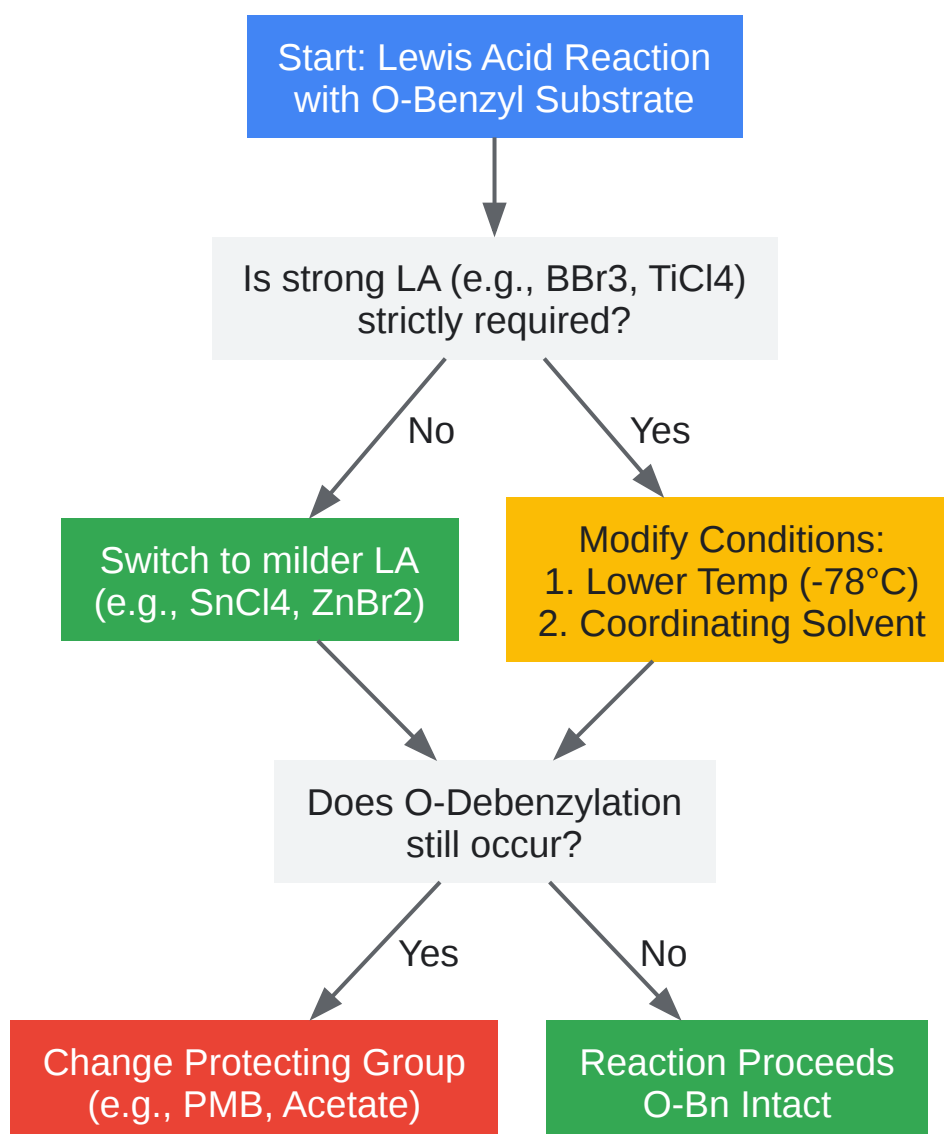 Start: Lewis Acid Reaction
with O-Benzyl Substrate
Is strong LA (e.g., BBr3, TiCl4)
strictly required?
No
Yes
Switch to milder LA
(e.g., SnCl4, ZnBr2)
Modify Conditions:
1. Lower Temp (-78°C)
2. Coordinating Solvent
Does O-Debenzylation
still occur?
Yes
No
Change Protecting Group
(e.g., PMB, Acetate)
Reaction Proceeds
O-Bn Intact